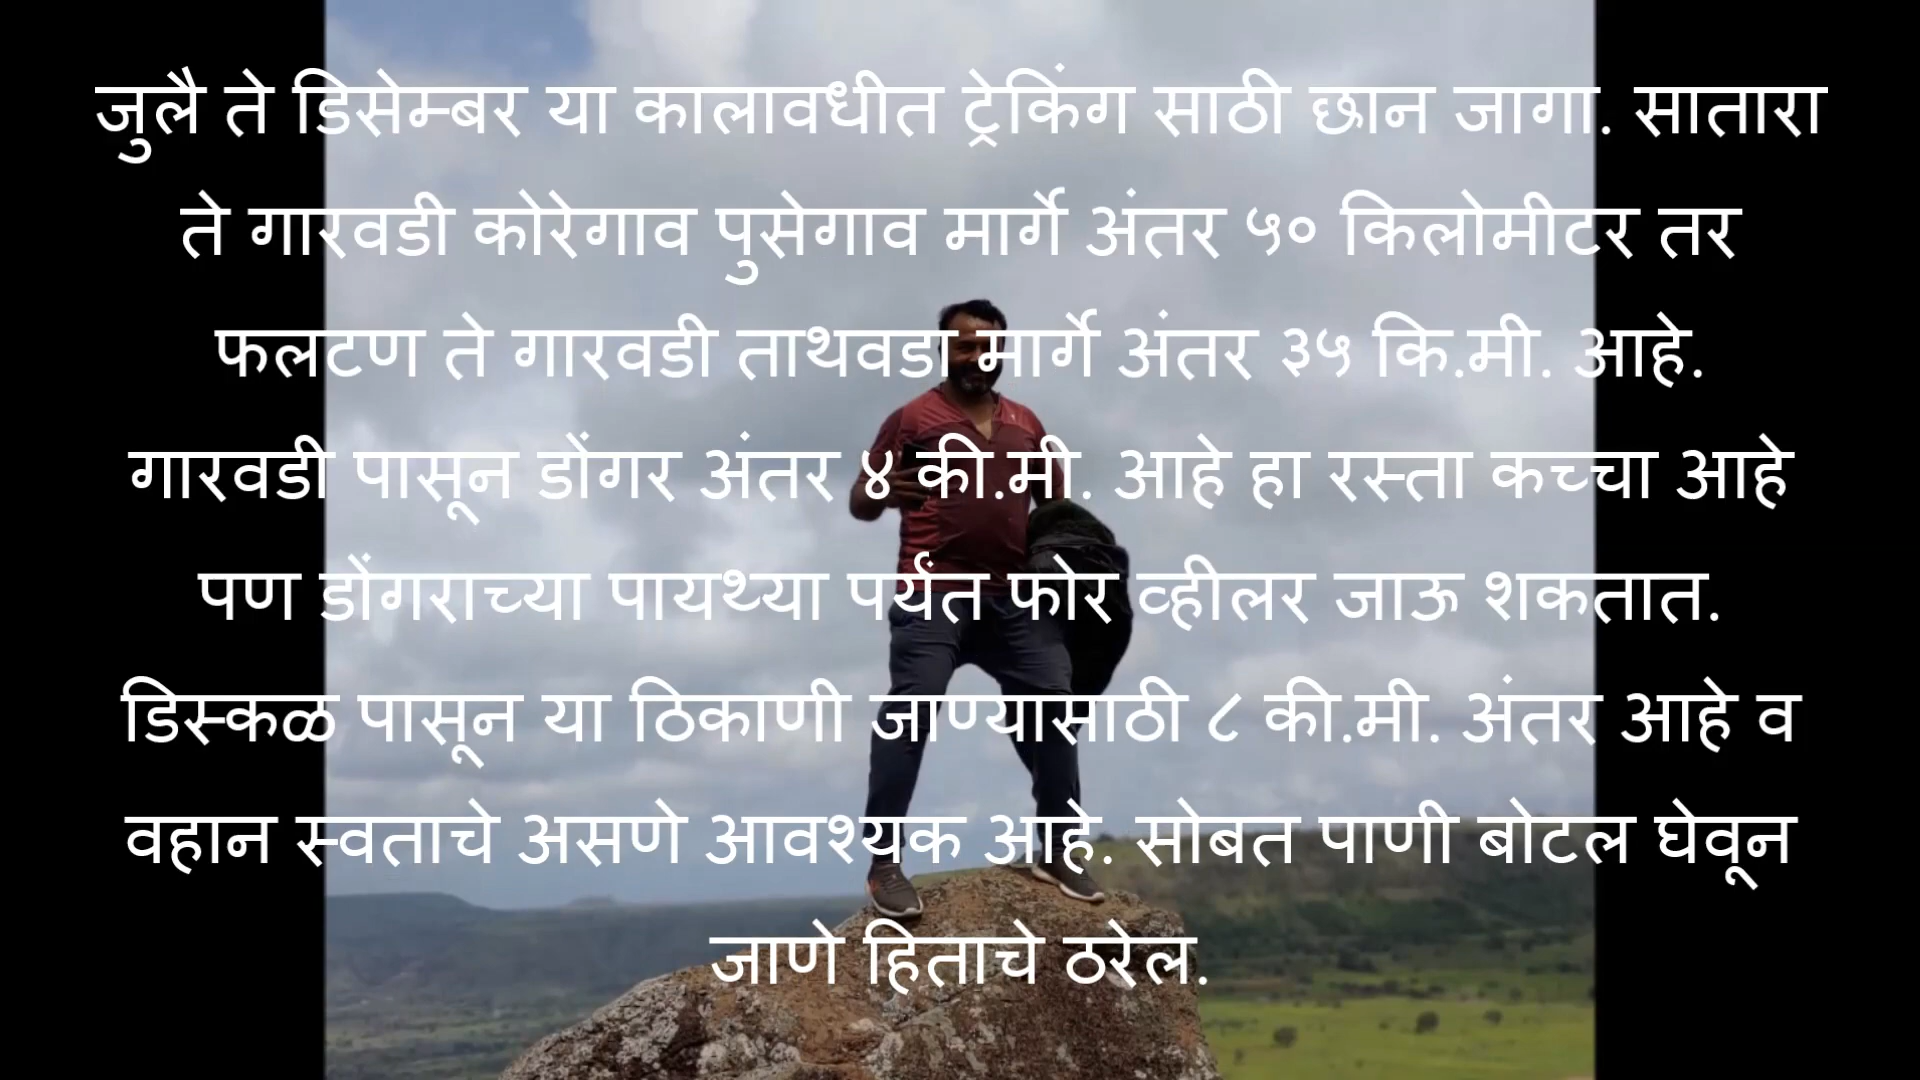 जुलै ते डिसेम्बर या कालावधीत ट्रेकिंग साठी छान जागा. सातारा
ते गारवडी कोरेगाव पुसेगाव मार्गे अंतर ५० किलोमीटर तर
फलटण ते गारवडी ताथवडा मार्गे अंतर ३५ कि.मी. आहे.
गारवडी पासून डोंगर अंतर ४ की.मी. आहे हा रस्ता कच्चा आहे
पण डोंगराच्या पायथ्या पर्यंत फोर व्हीलर जाऊ शकतात.
डिस्कळ पासून या ठिकाणी जाण्यासाठी ८ की.मी. अंतर आहे व
वहान स्वताचे असणे आवश्यक आहे. सोबत पाणी बोटल घेवून
जाणे हिताचे ठरेल.